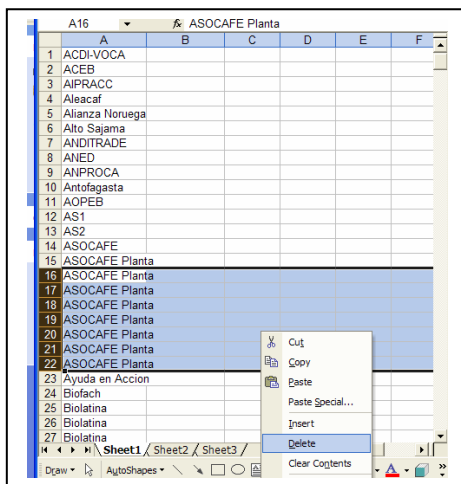 A16 fx ASOCAFE Planta
A B C D E F
1 ACDI-VOCA
2 ACEB
3 AIPRACC
4 Aleacaf
5 Alianza Noruega
6 Alto Sajama
7 ANDITRADE
8 ANED
9 ANPROCA
10 Antofagasta
11 AOPEB
12 AS1
13 AS2
14 ASOCAFE
15 ASOCAFE Planta
16 ASOCAFE Planta
17 ASOCAFE Planta
18 ASOCAFE Planta
19 ASOCAFE Planta
20 ASOCAFE Planta
21 ASOCAFE Planta
22 ASOCAFE Planta
23 Ayuda en Accion
24 Biofach
25 Biolatina
26 Biolatina
27 Biolatina
Cut
Copy
Paste
Paste Special...
Insert
Delete
Clear Contents
Sheet1 / Sheet2 / Sheet3 /
Draw AutoShapes A